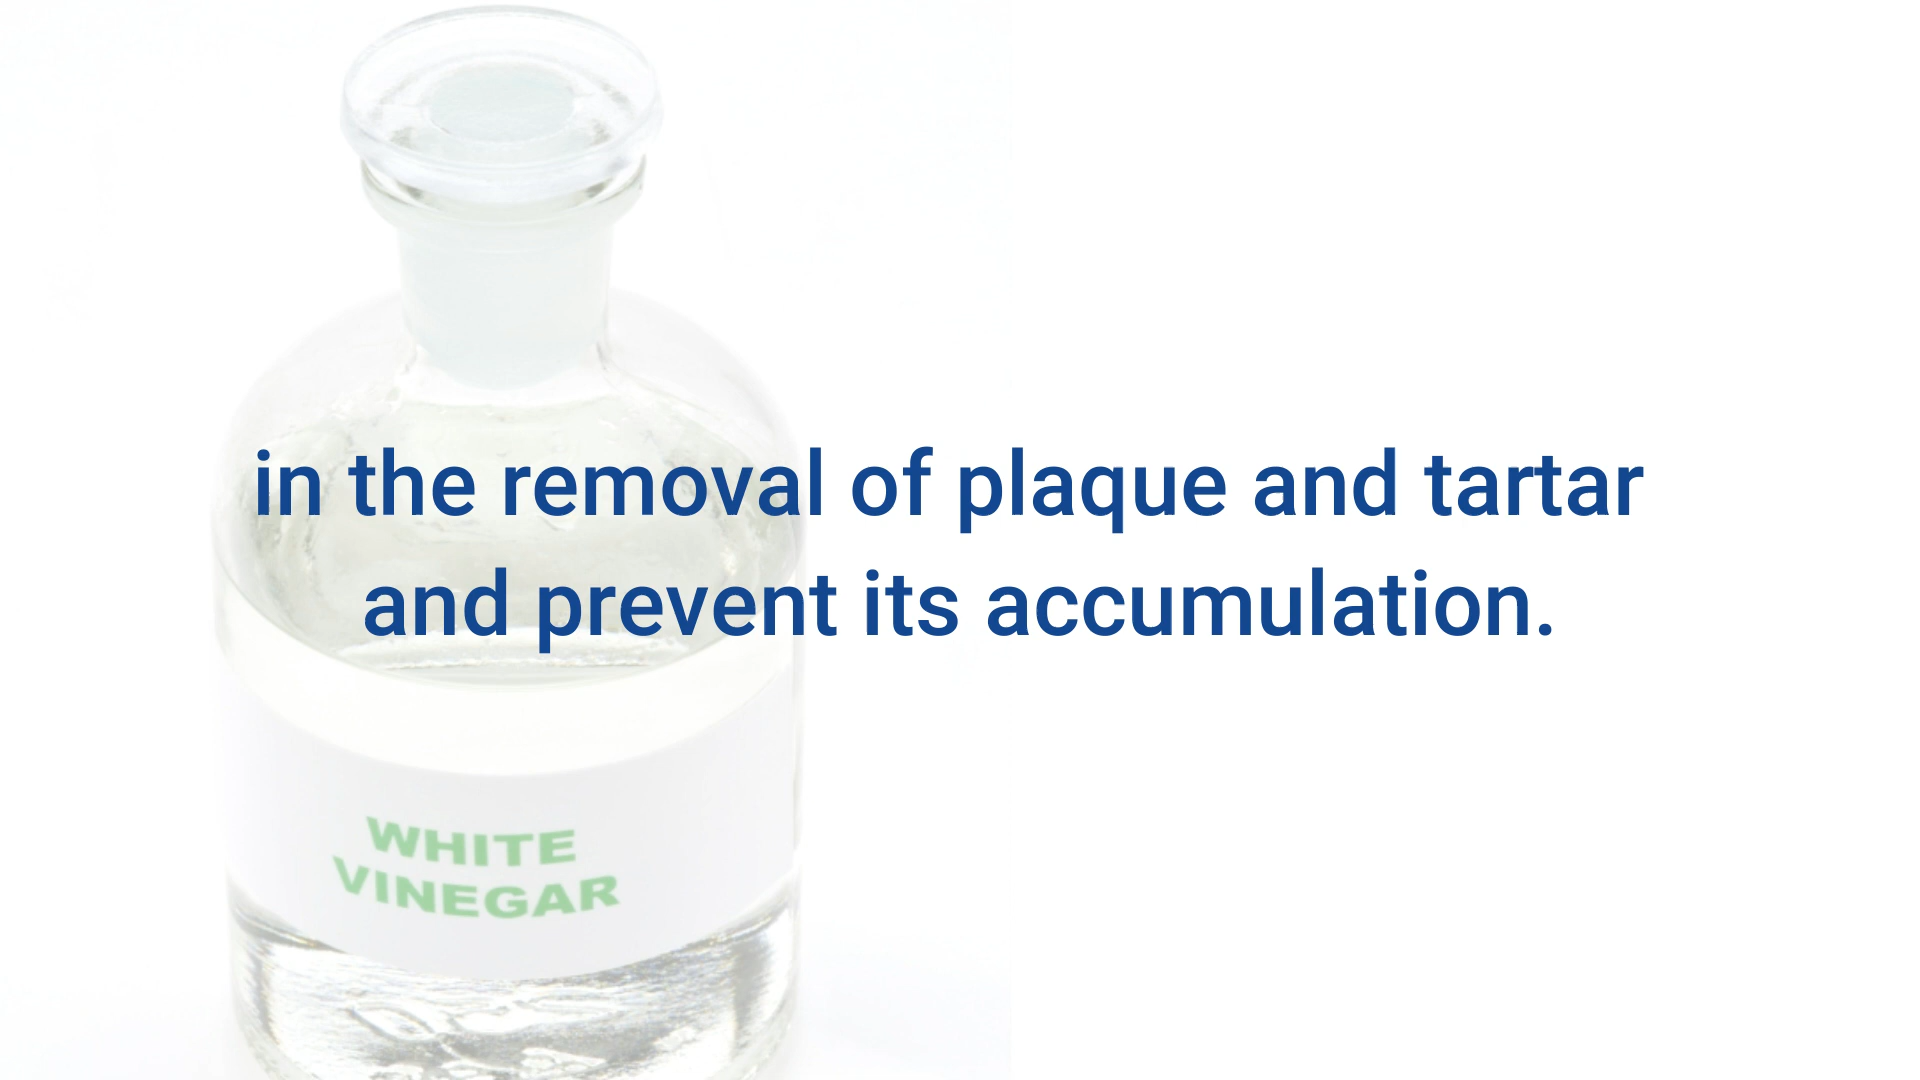 in the removal of plaque and tartar
and prevent its accumulation.
WHITE
VINEGAR